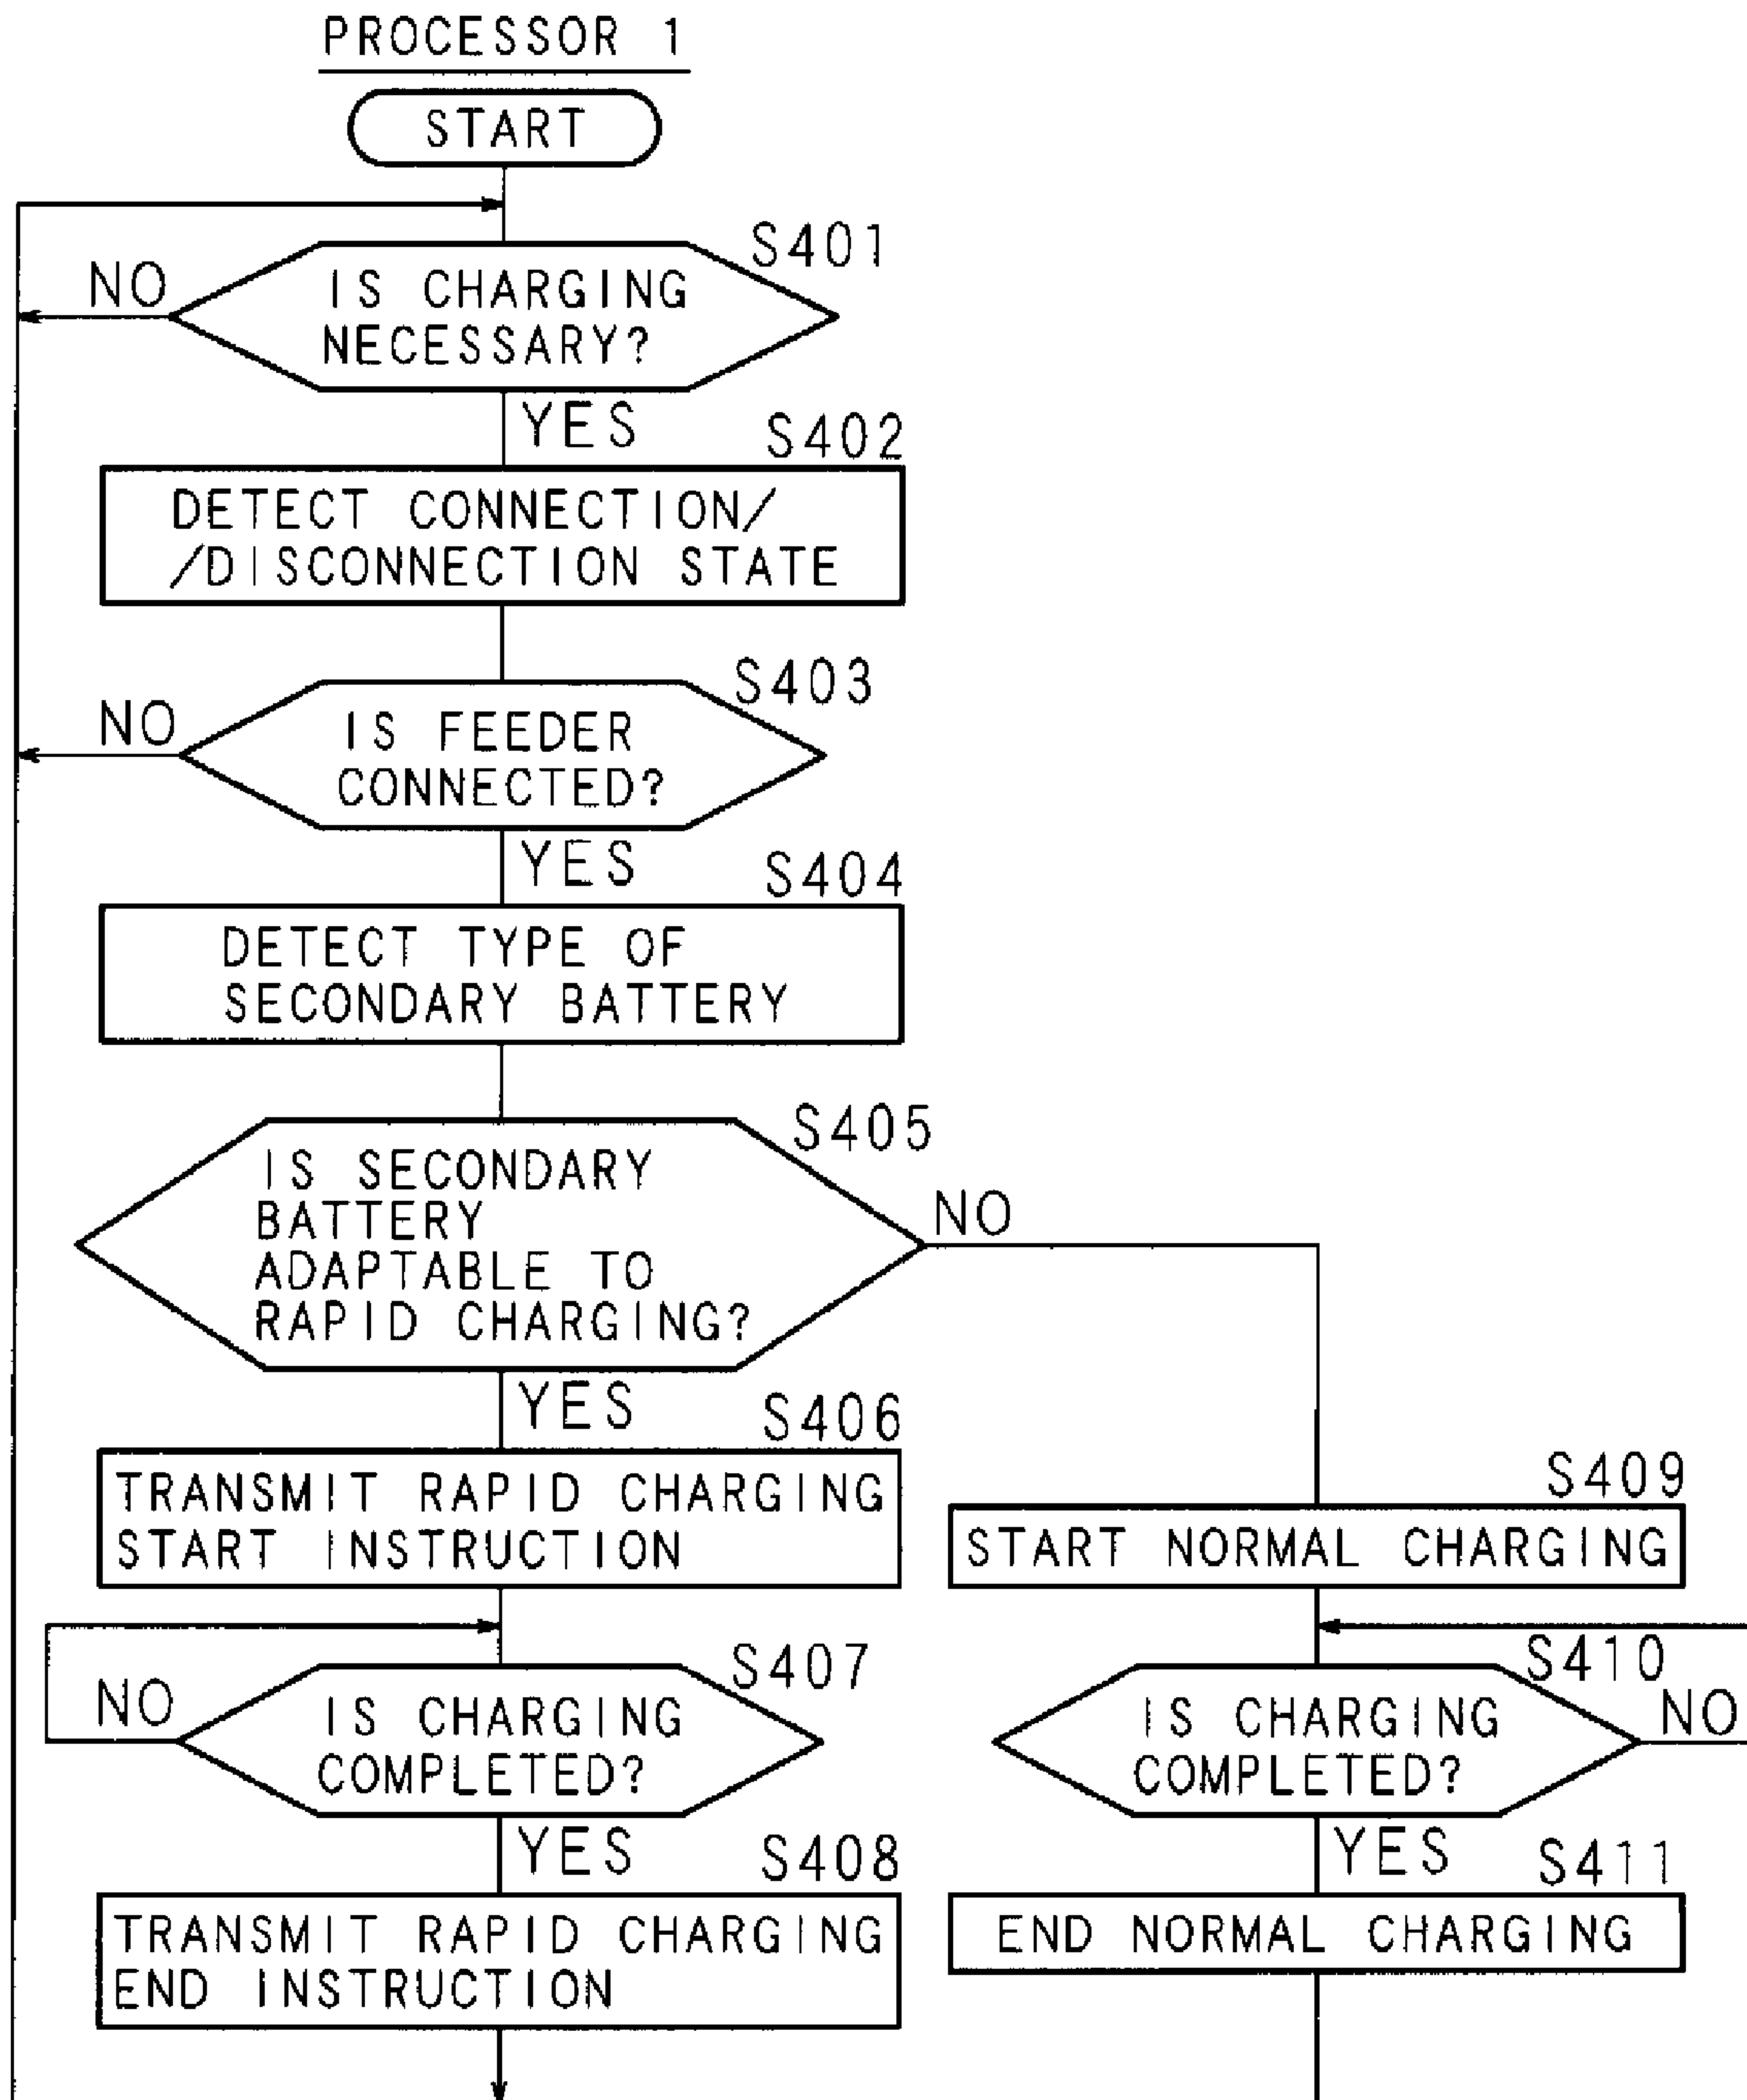 PROCESSOR 1
START
S401
NO
IS CHARGING
NECESSARY?
YES
S402
DETECT CONNECTION/
/DISCONNECTION STATE
S403
NO
IS FEEDER
CONNECTED?
YES
S404
DETECT TYPE OF
SECONDARY BATTERY
S405
IS SECONDARY
BATTERY
ADAPTABLE TO
RAPID CHARGING?
NO
YES
S406
TRANSMIT RAPID CHARGING
START INSTRUCTION
S409
START NORMAL CHARGING
S407
NO
IS CHARGING
COMPLETED?
S410
IS CHARGING
COMPLETED?
NO
YES
S408
TRANSMIT RAPID CHARGING
END INSTRUCTION
YES
S411
END NORMAL CHARGING